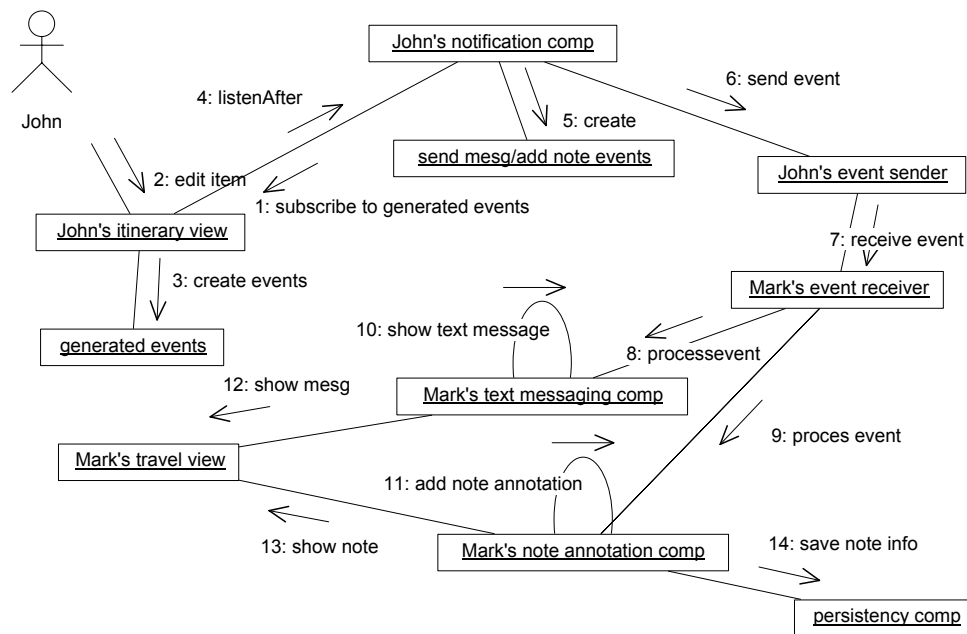 John's notification comp
6: send event
4: listenAfter
John
5: create
send mesg/add note events
John's event sender
2: edit item
1: subscribe to generated events
John's itinerary view
7: receive event
3: create events
Mark's event receiver
10: show text message
generated events
8: processevent
12: show mesg
Mark's text messaging comp
9: proces event
Mark's travel view
11: add note annotation
13: show note
Mark's note annotation comp
14: save note info
persistency comp